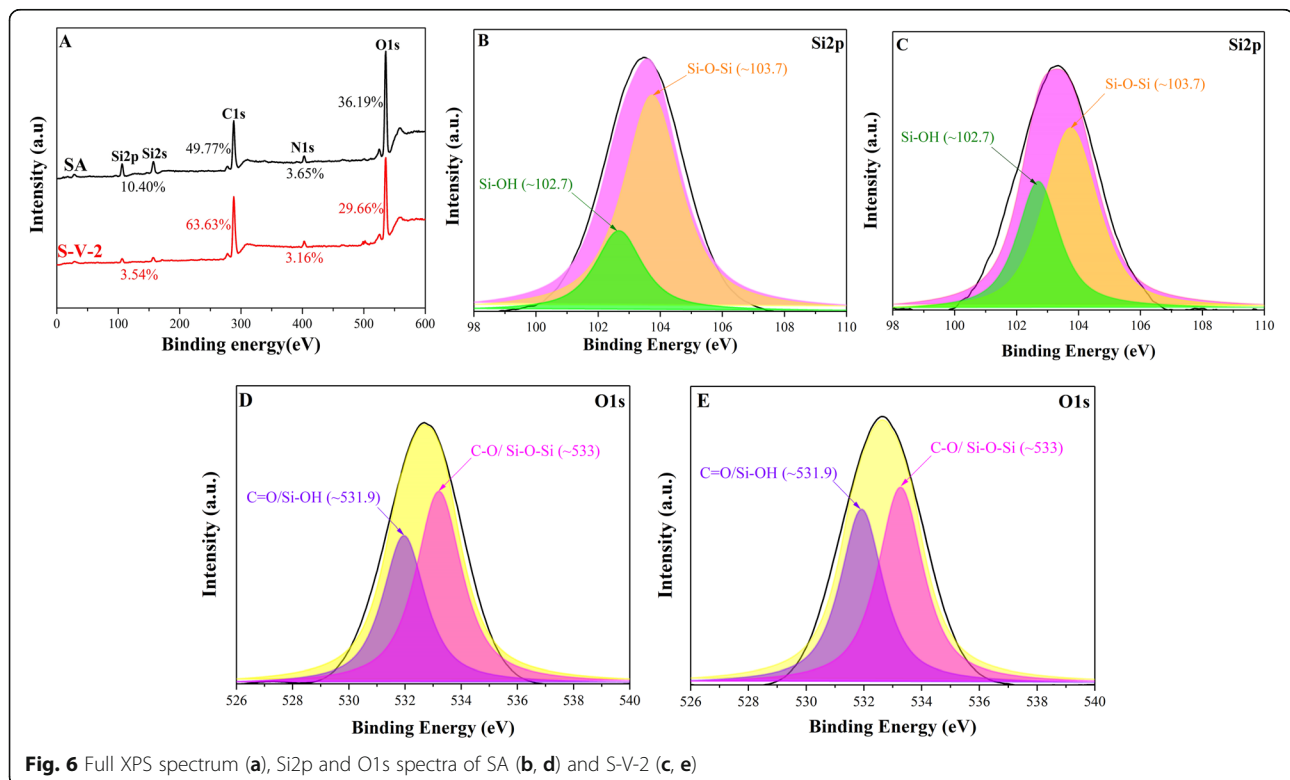 A
O1s
36.19%
C1s
49.77%
Si2p
Si2s
N1s
SA
10.40%
3.65%
63.63%
29.66%
S-V-2
3.54%
3.16%
Intensity (a.u)
0 100 200 300 400 500 600
Binding energy(eV)
B
Si2p
Si-O-Si (~103.7)
Si-OH (~102.7)
Intensity (a.u.)
98 100 102 104 106 108 110
Binding Energy (eV)
C
Si2p
Si-O-Si (~103.7)
Si-OH (~102.7)
Intensity (a.u.)
98 100 102 104 106 108 110
Binding Energy (eV)
D
O1s
C-O/ Si-O-Si (~533)
C=O/Si-OH (~531.9)
Intensity (a.u.)
526 528 530 532 534 536 538 540
Binding Energy (eV)
E
O1s
C-O/ Si-O-Si (~533)
C=O/Si-OH (~531.9)
Intensity (a.u.)
526 528 530 532 534 536 538 540
Binding Energy (eV)
Fig. 6 Full XPS spectrum (a), Si2p and O1s spectra of SA (b, d) and S-V-2 (c, e)